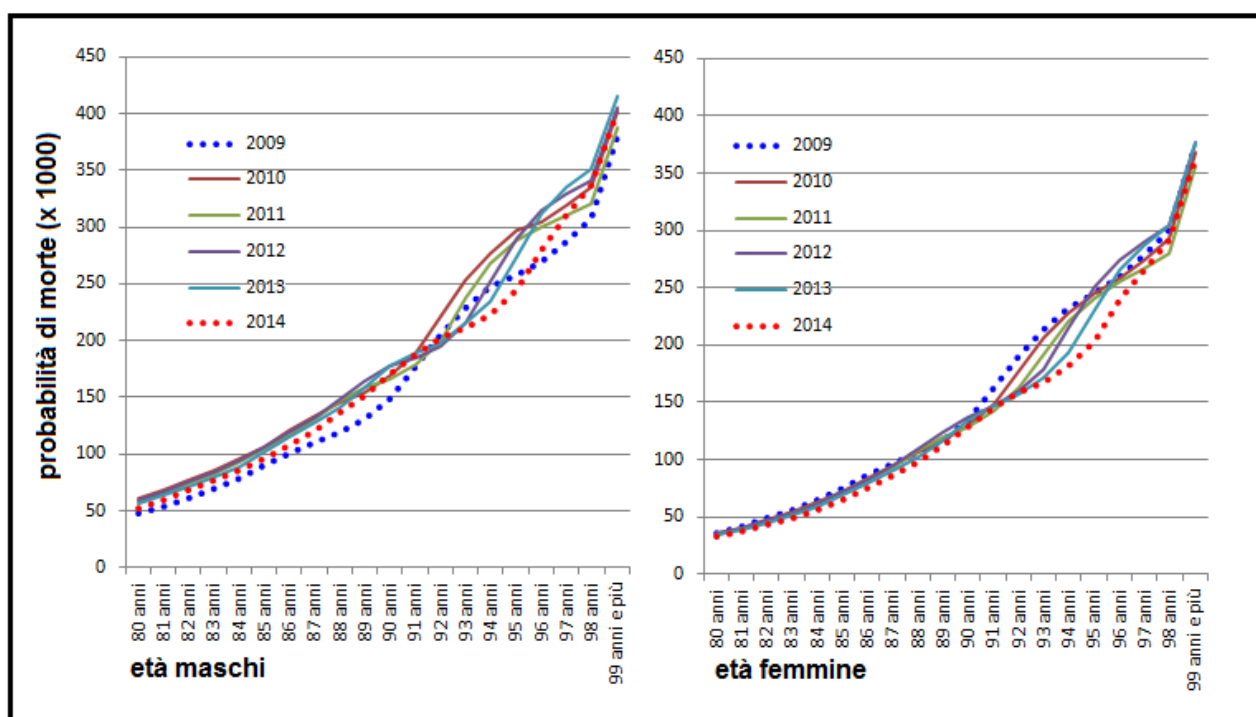 probabilità di morte (x 1000)
450
400
350
300
250
200
150
100
50
0
2009
2010
2011
2012
2013
2014
80 anni
81 anni
82 anni
83 anni
84 anni
85 anni
86 anni
87 anni
88 anni
89 anni
90 anni
91 anni
92 anni
93 anni
94 anni
95 anni
96 anni
97 anni
98 anni
99 anni e più
età maschi
450
400
350
300
250
200
150
100
50
0
2009
2010
2011
2012
2013
2014
80 anni
81 anni
82 anni
83 anni
84 anni
85 anni
86 anni
87 anni
88 anni
89 anni
90 anni
91 anni
92 anni
93 anni
94 anni
95 anni
96 anni
97 anni
98 anni
99 anni e più
età femmine